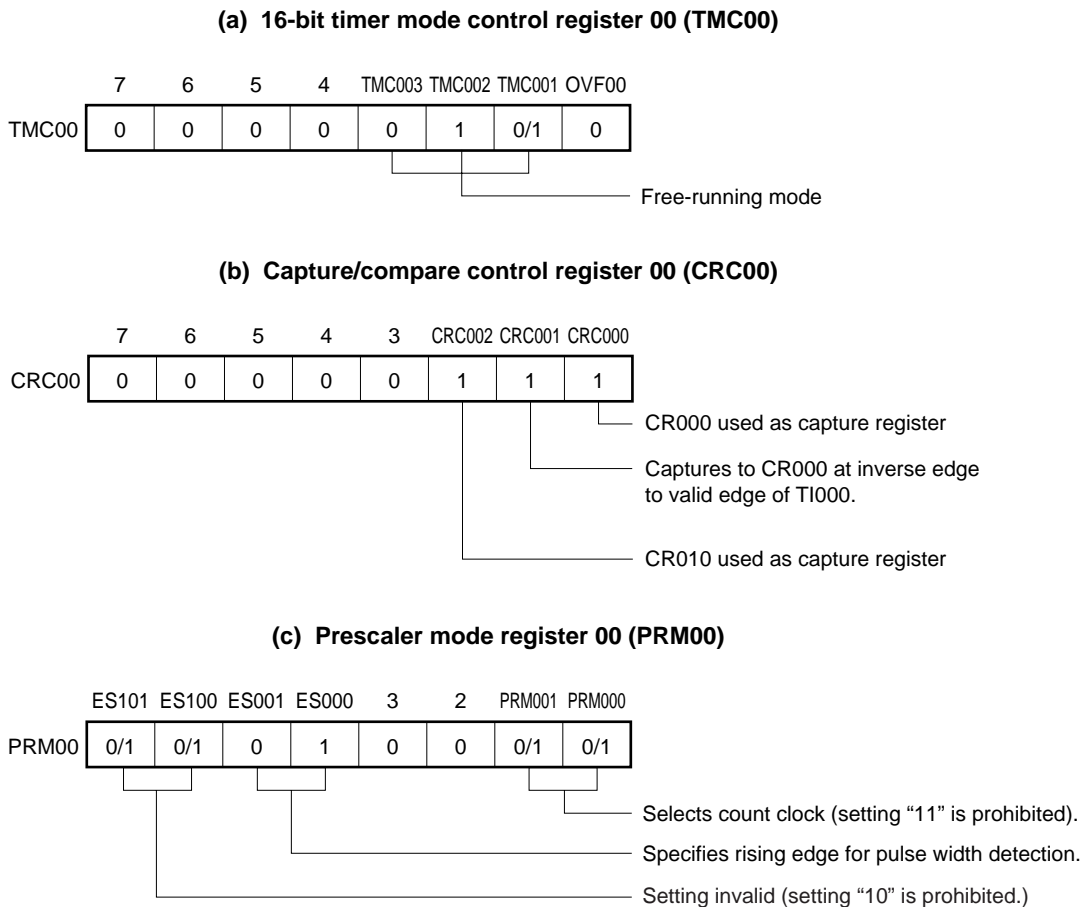 (a) 16-bit timer mode control register 00 (TMC00)
7 6 5 4 TMC003 TMC002 TMC001 OVF00
TMC00 0 0 0 0 0 1 0/1 0
Free-running mode
(b) Capture/compare control register 00 (CRC00)
7 6 5 4 3 CRC002 CRC001 CRC000
CRC00 0 0 0 0 0 1 1 1
CR000 used as capture register
Captures to CR000 at inverse edge
to valid edge of TI000.
CR010 used as capture register
(c) Prescaler mode register 00 (PRM00)
ES101 ES100 ES001 ES000 3 2 PRM001 PRM000
PRM00 0/1 0/1 0 1 0 0 0/1 0/1
Selects count clock (setting “11” is prohibited).
Specifies rising edge for pulse width detection.
Setting invalid (setting “10” is prohibited.)